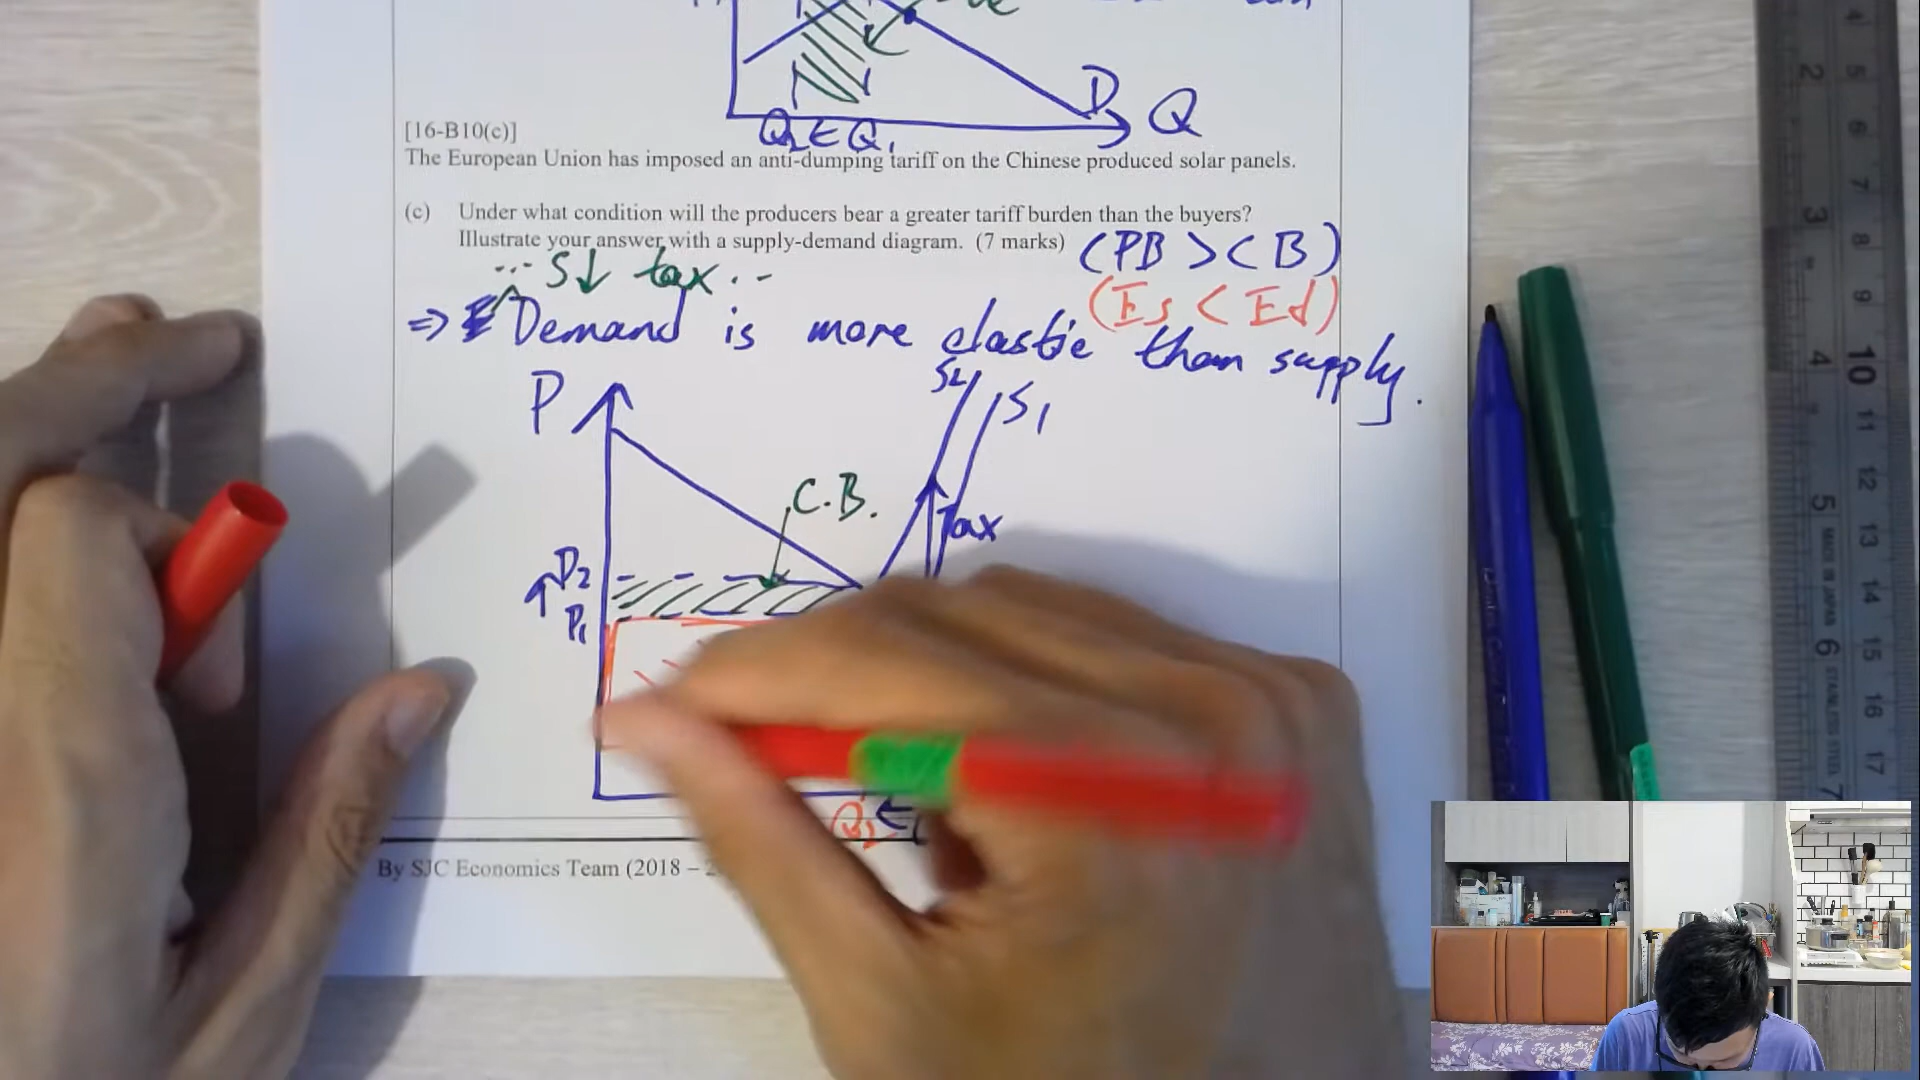 D Q
Q₂ ← Q₁
[16-B10(c)]
The European Union has imposed an anti-dumping tariff on the Chinese produced solar panels.
(c) Under what condition will the producers bear a greater tariff burden than the buyers?
Illustrate your answer with a supply-demand diagram. (7 marks) (PB > CB)
... S↓ tax ... (Es < Ed)
⇒ Demand is more elastic than supply.
P S₂ S₁
C.B.
Tax
↑P₂
P₁
Q₂ ←
By SJC Economics Team (2018 – 2